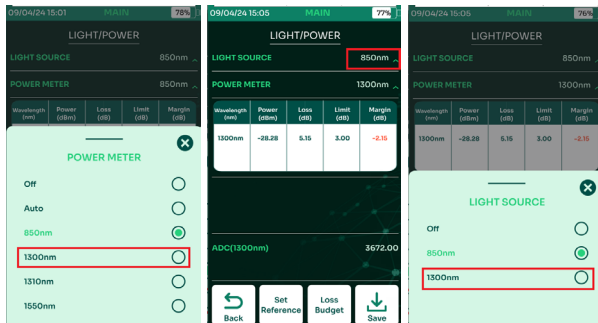 09/04/24 15:01 MAIN 78%
LIGHT/POWER
LIGHT SOURCE 850nm
POWER METER 850nm
Wavelength (nm) Power (dBm) Loss (dB) Limit (dB) Margin (dB)
POWER METER
Off
Auto
850nm
1300nm
1310nm
1550nm
09/04/24 15:05 MAIN 77%
LIGHT/POWER
LIGHT SOURCE 850nm
POWER METER 1300nm
Wavelength (nm) Power (dBm) Loss (dB) Limit (dB) Margin (dB)
1300nm -28.28 5.15 3.00 -2.15
ADC(1300nm) 3672.00
Back
Set Reference
Loss Budget
Save
09/04/24 15:05 MAIN 76%
LIGHT/POWER
LIGHT SOURCE 850nm
POWER METER 1300nm
Wavelength (nm) Power (dBm) Loss (dB) Limit (dB) Margin (dB)
1300nm -28.28 5.15 3.00 -2.15
LIGHT SOURCE
Off
850nm
1300nm